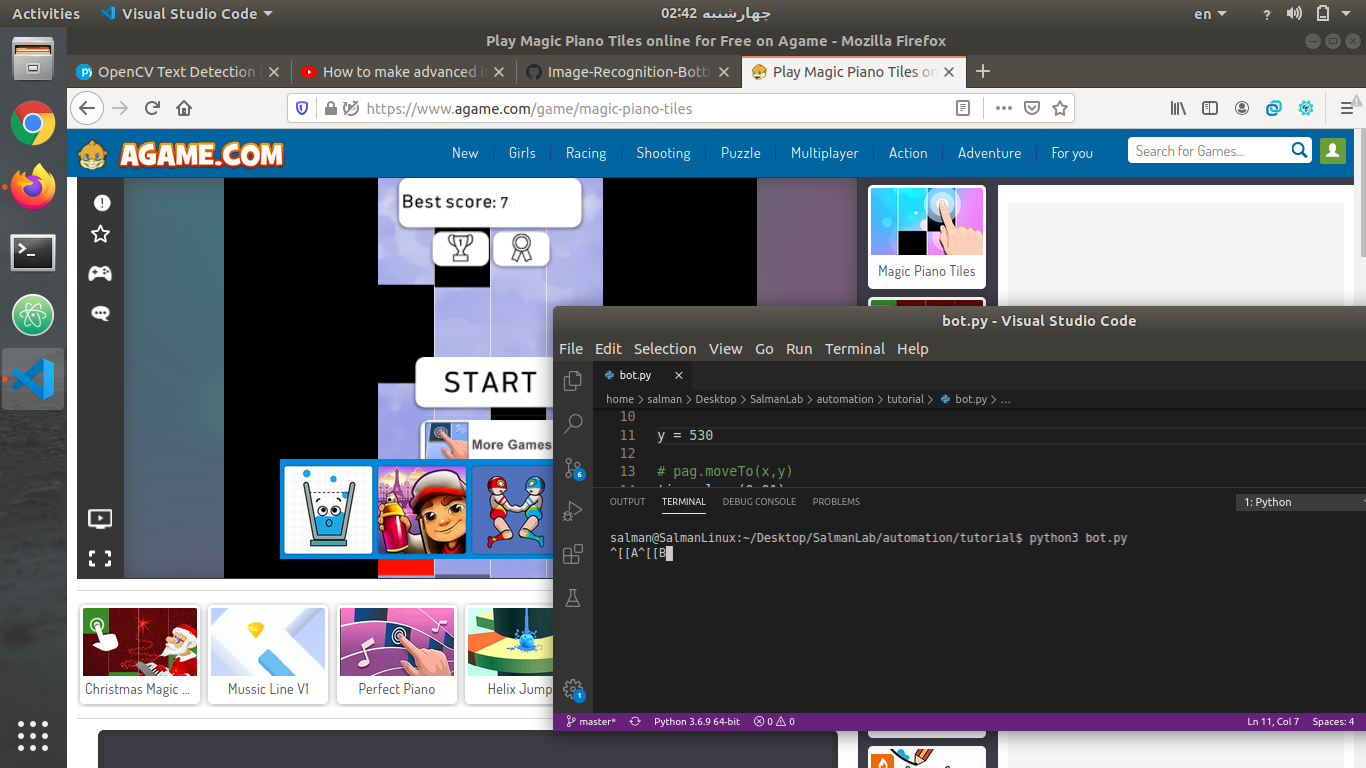 Activities
Visual Studio Code
چهارشنبه 02:42
en
Play Magic Piano Tiles online for Free on Agame - Mozilla Firefox
OpenCV Text Detection
How to make advanced i
Image-Recognition-Botti
Play Magic Piano Tiles on
https://www.agame.com/game/magic-piano-tiles
AGAME.COM
New
Girls
Racing
Shooting
Puzzle
Multiplayer
Action
Adventure
For you
Search for Games...
Best score: 7
1
START
More Games
Magic Piano Tiles
Christmas Magic ...
Mussic Line V1
Perfect Piano
Helix Jump
bot.py - Visual Studio Code
File Edit Selection View Go Run Terminal Help
bot.py
home > salman > Desktop > SalmanLab > automation > tutorial > bot.py > ...
10
11 y = 530
12
13 # pag.moveTo(x,y)
OUTPUT TERMINAL DEBUG CONSOLE PROBLEMS
1: Python
salman@SalmanLinux:~/Desktop/SalmanLab/automation/tutorial$ python3 bot.py
^[[A^[[B
6
1
master*
Python 3.6.9 64-bit
0 0
Ln 11, Col 7
Spaces: 4